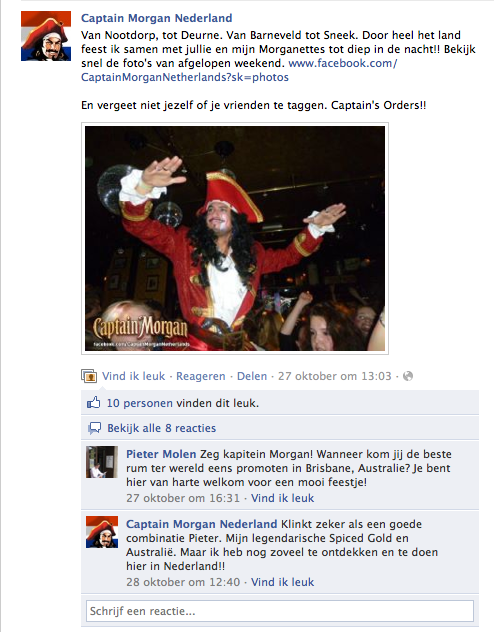 Captain Morgan Nederland
Van Nootdorp, tot Deurne. Van Barneveld tot Sneek. Door heel het land
feest ik samen met jullie en mijn Morganettes tot diep in de nacht!! Bekijk
snel de foto's van afgelopen weekend. www.facebook.com/
CaptainMorganNetherlands?sk=photos
En vergeet niet jezelf of je vrienden te taggen. Captain's Orders!!
Captain Morgan
facebook.com/CaptainMorganNetherlands
Vind ik leuk · Reageren · Delen · 27 oktober om 13:03 ·
10 personen vinden dit leuk.
Bekijk alle 8 reacties
Pieter Molen Zeg kapitein Morgan! Wanneer kom jij de beste
rum ter wereld eens promoten in Brisbane, Australië? Je bent
hier van harte welkom voor een mooi feestje!
27 oktober om 16:31 · Vind ik leuk
Captain Morgan Nederland Klinkt zeker als een goede
combinatie Pieter. Mijn legendarische Spiced Gold en
Australië. Maar ik heb nog zoveel te ontdekken en te doen
hier in Nederland!!
28 oktober om 12:40 · Vind ik leuk
Schrijf een reactie...